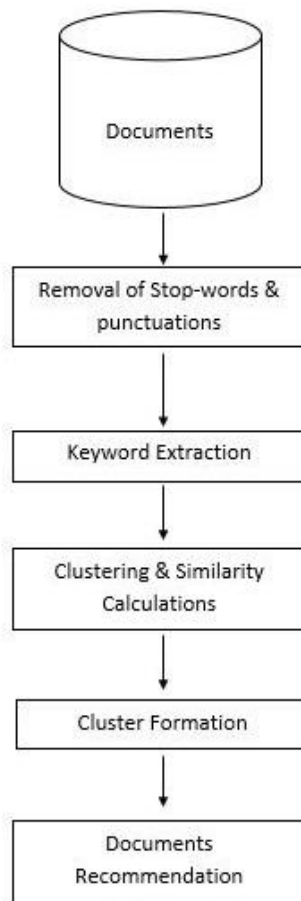 Documents
Removal of Stop-words &
punctuations
Keyword Extraction
Clustering & Similarity
Calculations
Cluster Formation
Documents
Recommendation